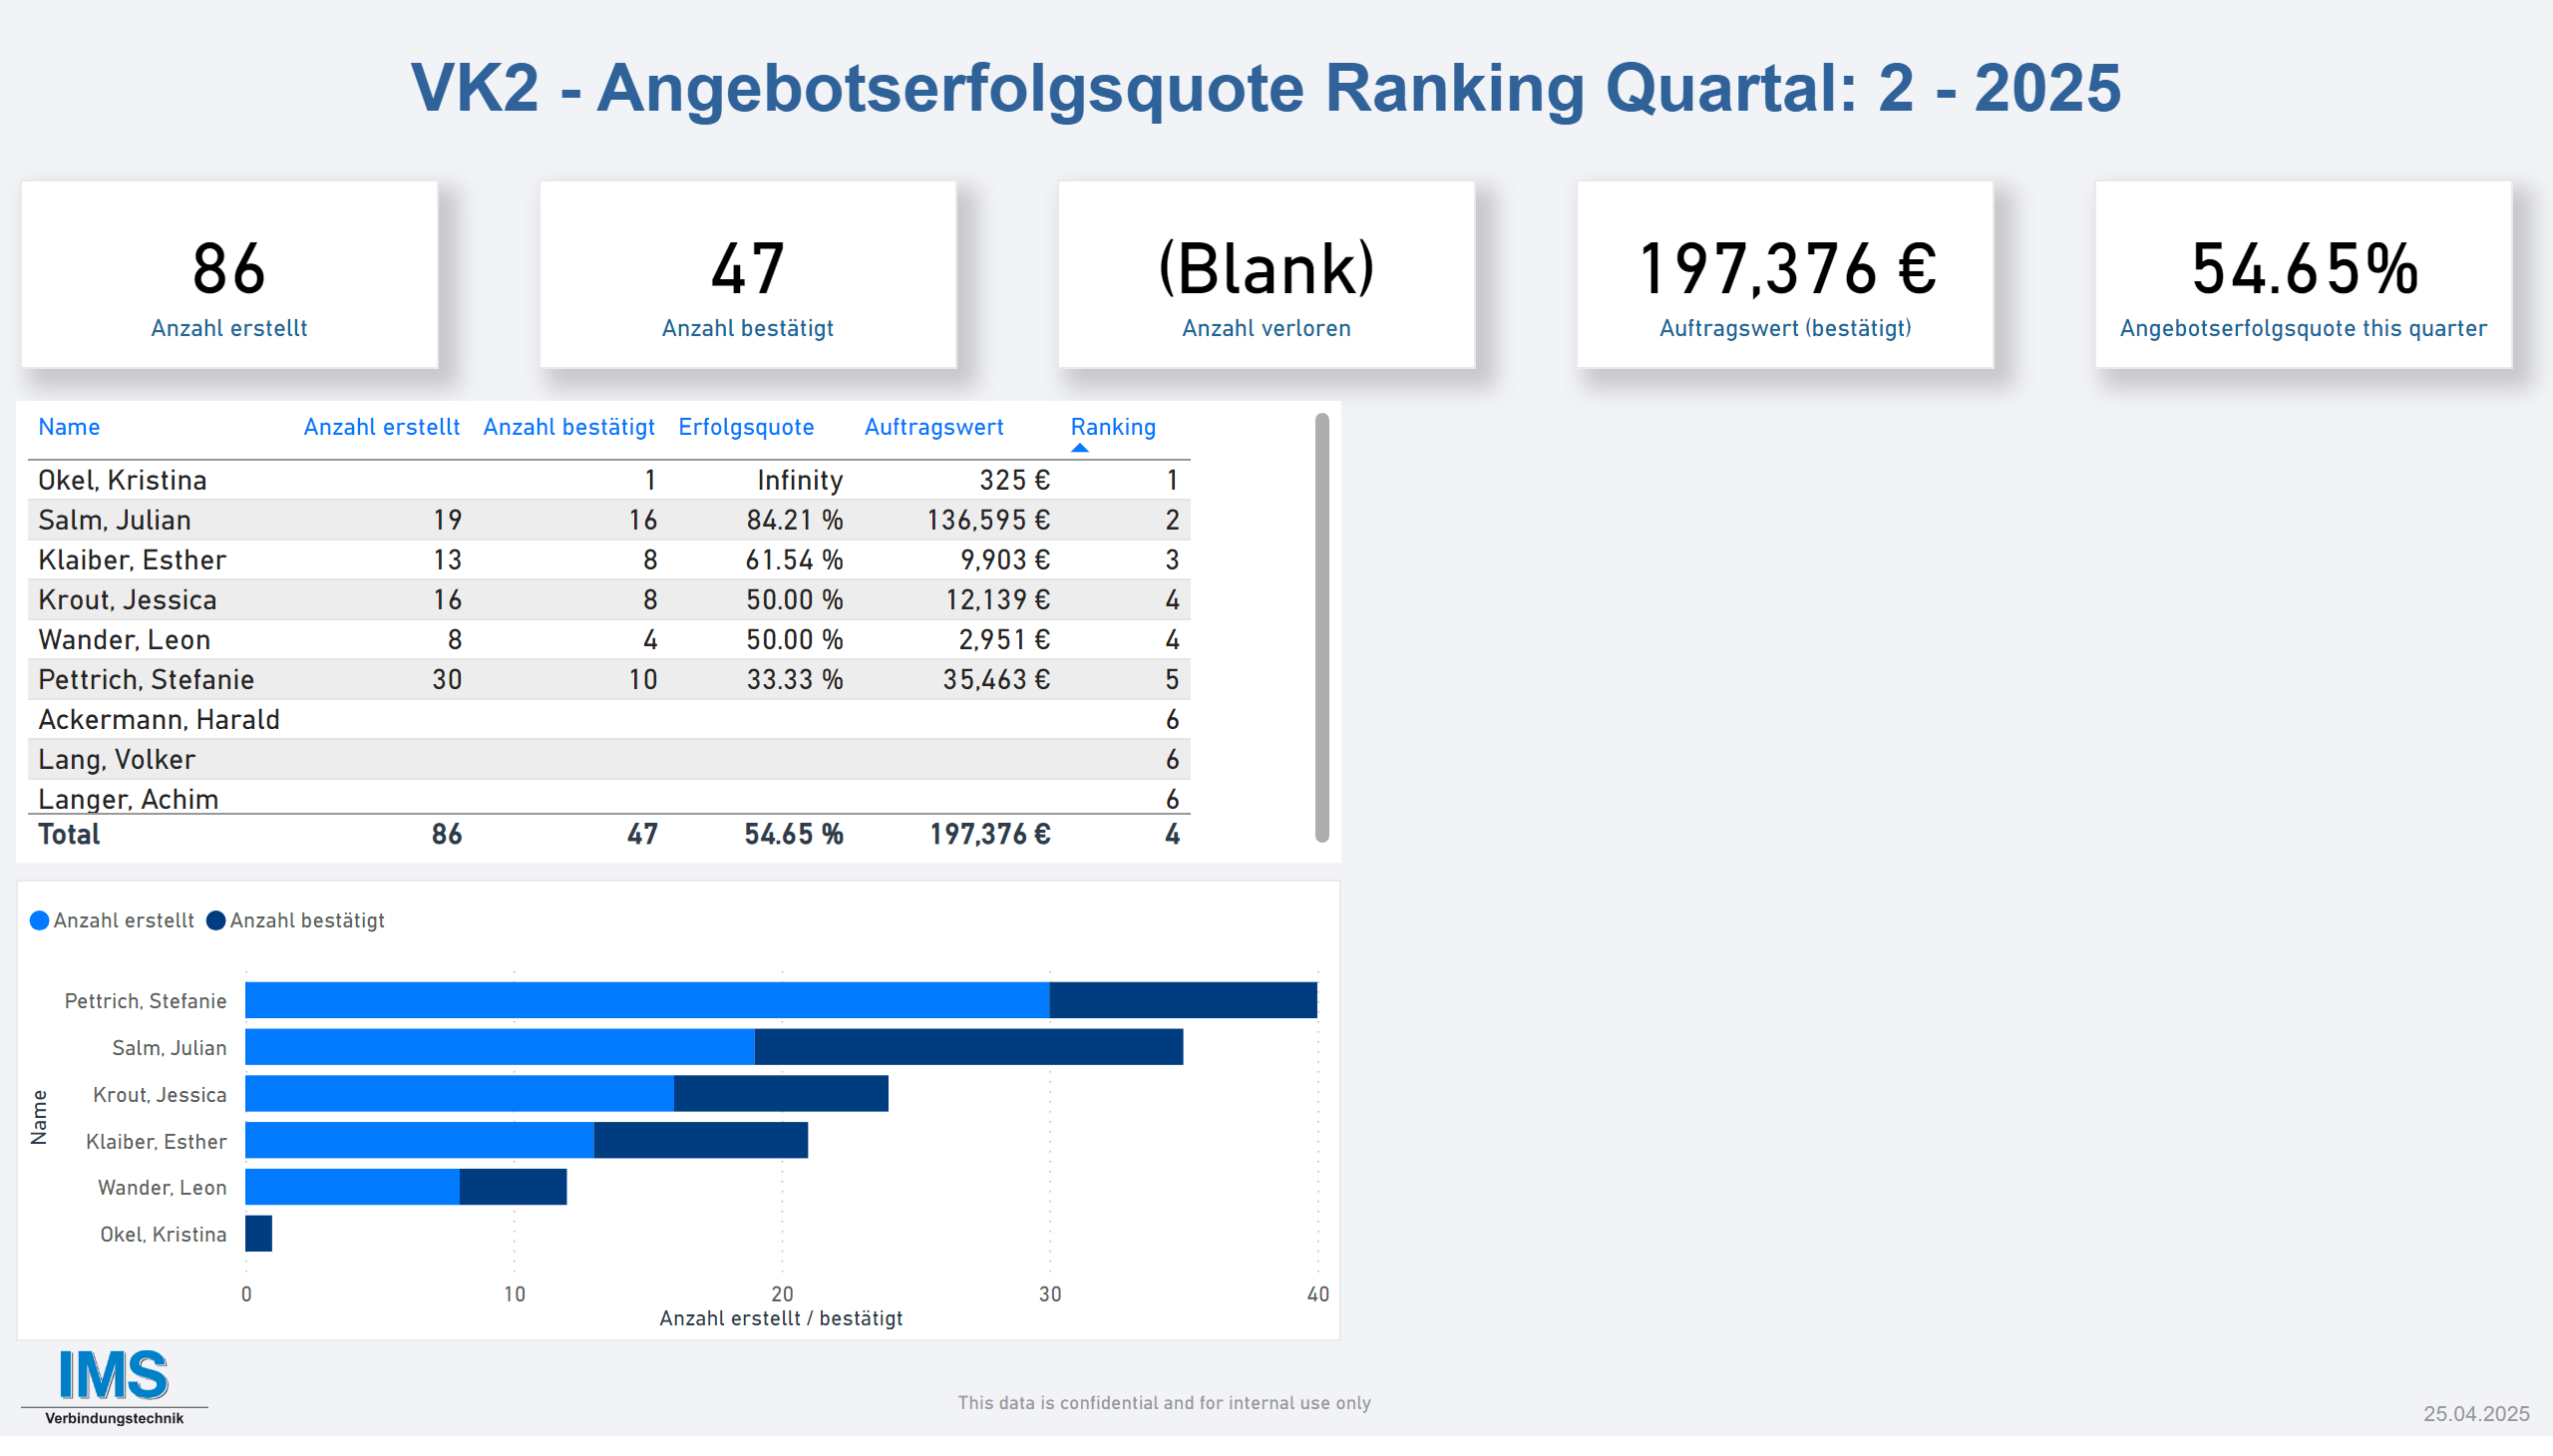 VK2 - Angebotserfolgsquote Ranking Quartal: 2 - 2025
86
Anzahl erstellt
47
Anzahl bestätigt
(Blank)
Anzahl verloren
197,376 €
Auftragswert (bestätigt)
54.65%
Angebotserfolgsquote this quarter
Name Anzahl erstellt Anzahl bestätigt Erfolgsquote Auftragswert Ranking
Okel, Kristina 1 Infinity 325 € 1
Salm, Julian 19 16 84.21 % 136,595 € 2
Klaiber, Esther 13 8 61.54 % 9,903 € 3
Krout, Jessica 16 8 50.00 % 12,139 € 4
Wander, Leon 8 4 50.00 % 2,951 € 4
Pettrich, Stefanie 30 10 33.33 % 35,463 € 5
Ackermann, Harald 6
Lang, Volker 6
Langer, Achim 6
Total 86 47 54.65 % 197,376 € 4
Anzahl erstellt Anzahl bestätigt
Name
Pettrich, Stefanie
Salm, Julian
Krout, Jessica
Klaiber, Esther
Wander, Leon
Okel, Kristina
0 10 20 30 40
Anzahl erstellt / bestätigt
IMS
Verbindungstechnik
This data is confidential and for internal use only
25.04.2025